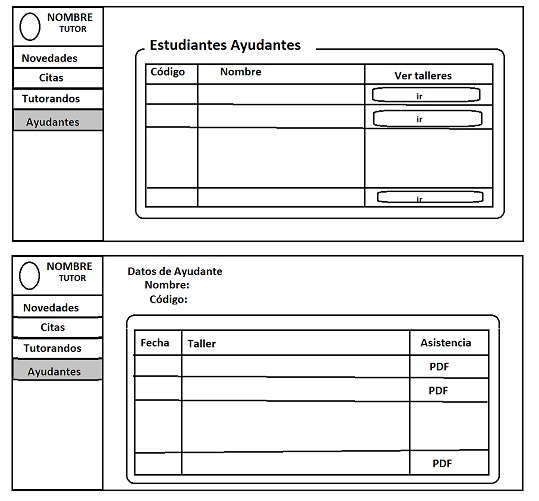 NOMBRE
TUTOR
Novedades
Citas
Tutorandos
Ayudantes
Estudiantes Ayudantes
Código Nombre Ver talleres
ir
ir
ir
NOMBRE
TUTOR
Novedades
Citas
Tutorandos
Ayudantes
Datos de Ayudante
Nombre:
Código:
Fecha Taller Asistencia
PDF
PDF
PDF